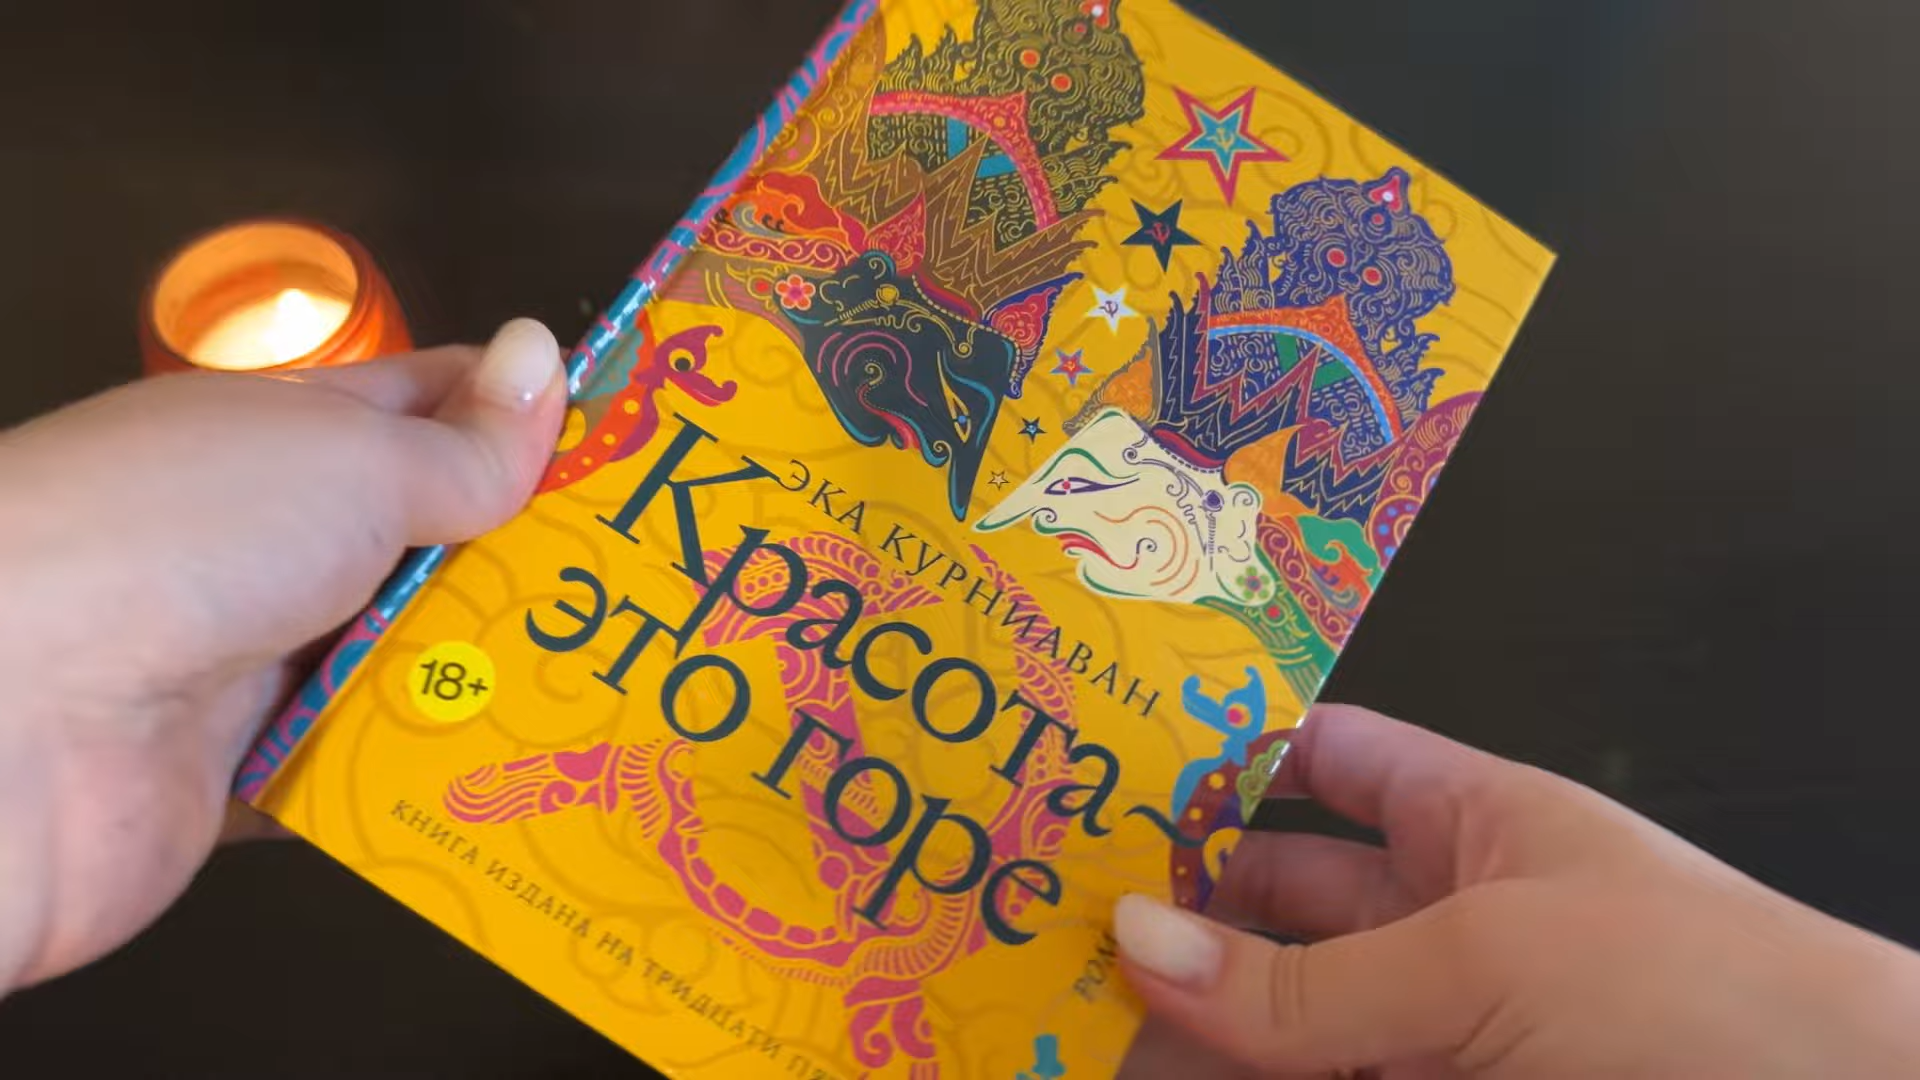 ЭКА КУРНИАВАН
Красота~
это горе
18+
КНИГА ИЗДАНА НА ТРИДЦАТИ